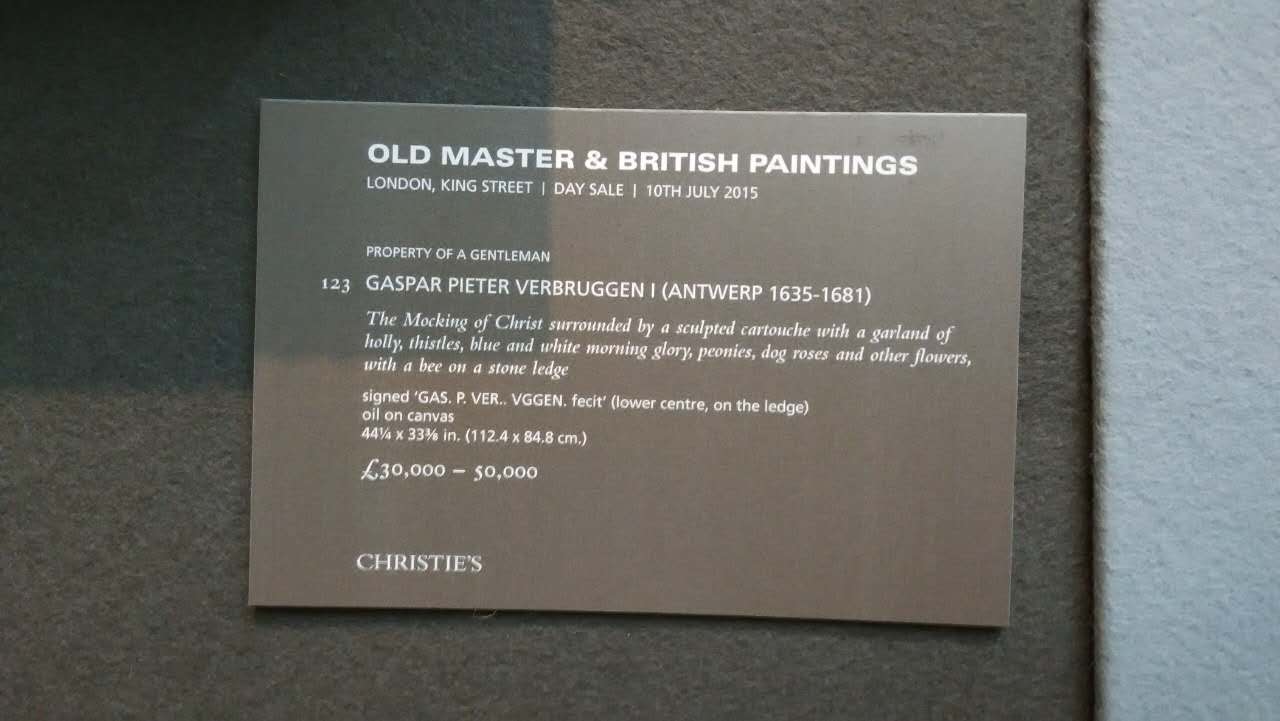 OLD MASTER & BRITISH PAINTINGS
LONDON, KING STREET | DAY SALE | 10TH JULY 2015
PROPERTY OF A GENTLEMAN
123 GASPAR PIETER VERBRUGGEN I (ANTWERP 1635-1681)
The Mocking of Christ surrounded by a sculpted cartouche with a garland of
holly, thistles, blue and white morning glory, peonies, dog roses and other flowers,
with a bee on a stone ledge
signed 'GAS. P. VER.. VGGEN. fecit' (lower centre, on the ledge)
oil on canvas
44¼ x 33⅜ in. (112.4 x 84.8 cm.)
£30,000 – 50,000
CHRISTIE'S